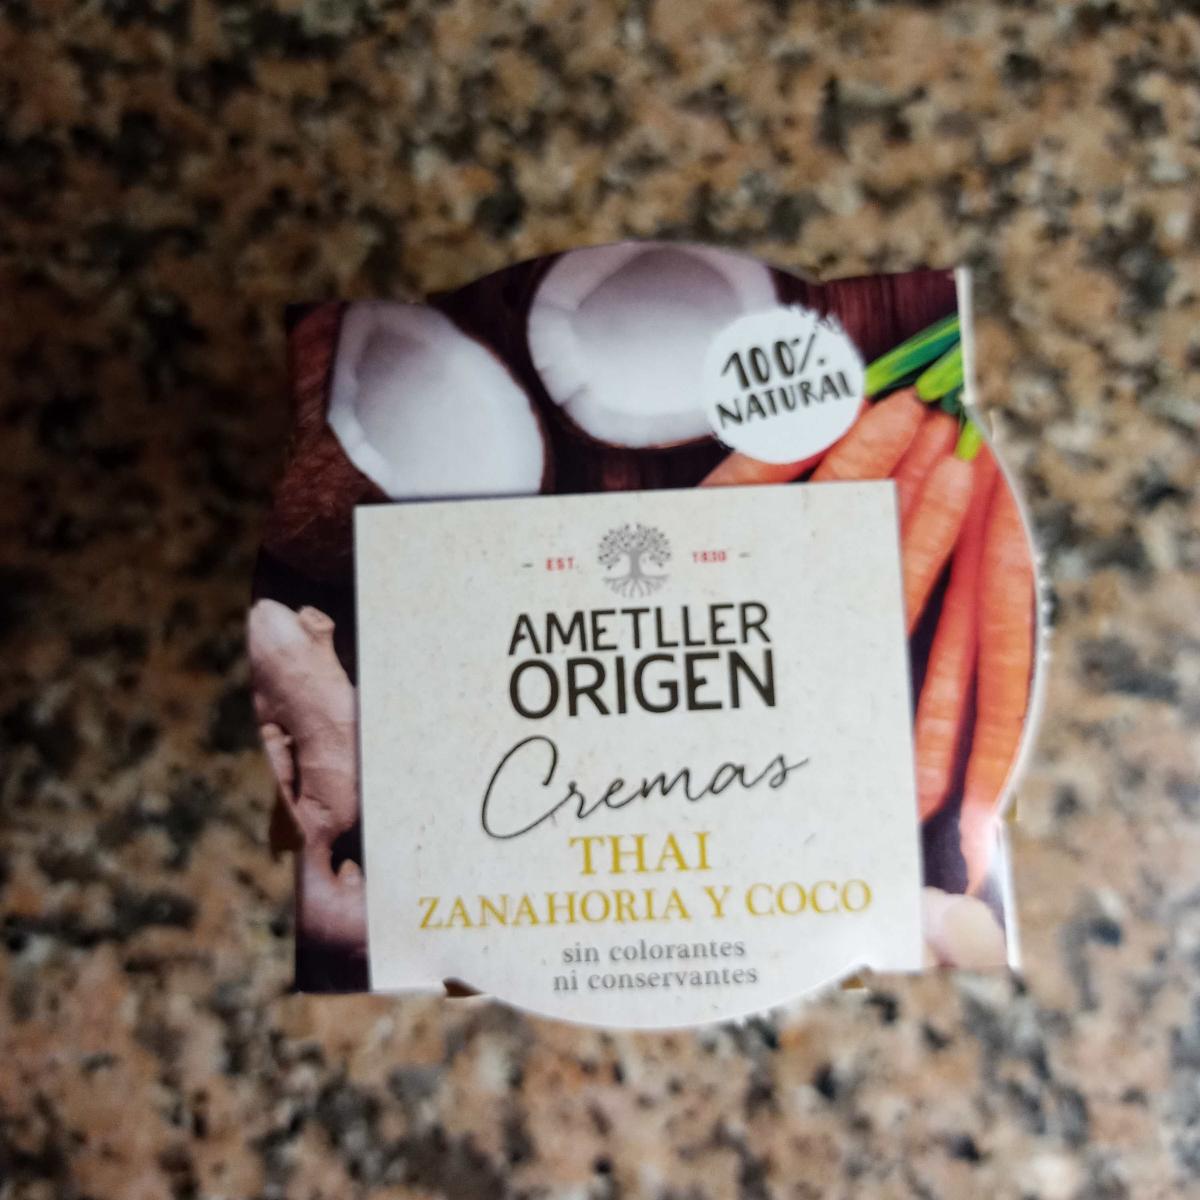 100%
NATURAL
EST. 1830
AMETLLER
ORIGEN
Cremas
THAI
ZANAHORIA Y COCO
sin colorantes
ni conservantes